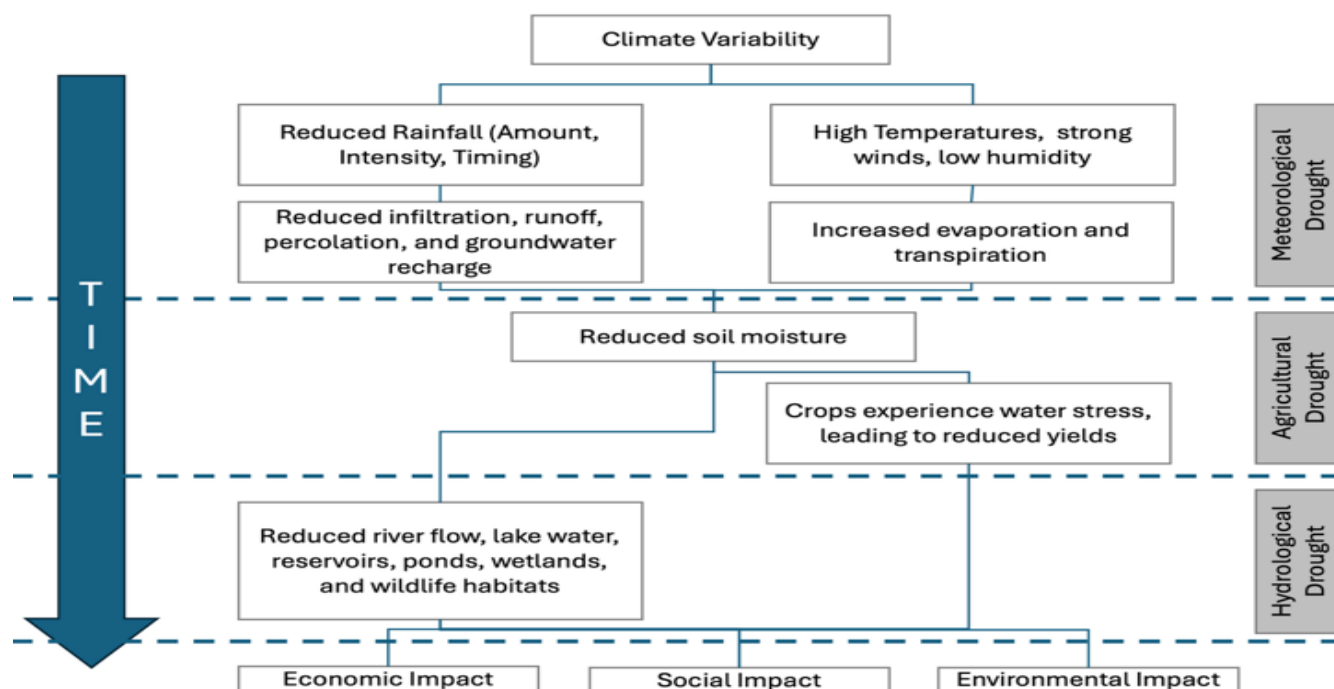 Climate Variability
Reduced Rainfall (Amount,
Intensity, Timing)
High Temperatures, strong
winds, low humidity
Meteorological
Drought
Reduced infiltration, runoff,
percolation, and groundwater
recharge
Increased evaporation and
transpiration
T
I
M
E
Reduced soil moisture
Agricultural
Drought
Crops experience water stress,
leading to reduced yields
Reduced river flow, lake water,
reservoirs, ponds, wetlands,
and wildlife habitats
Hydrological
Drought
Economic Impact
Social Impact
Environmental Impact